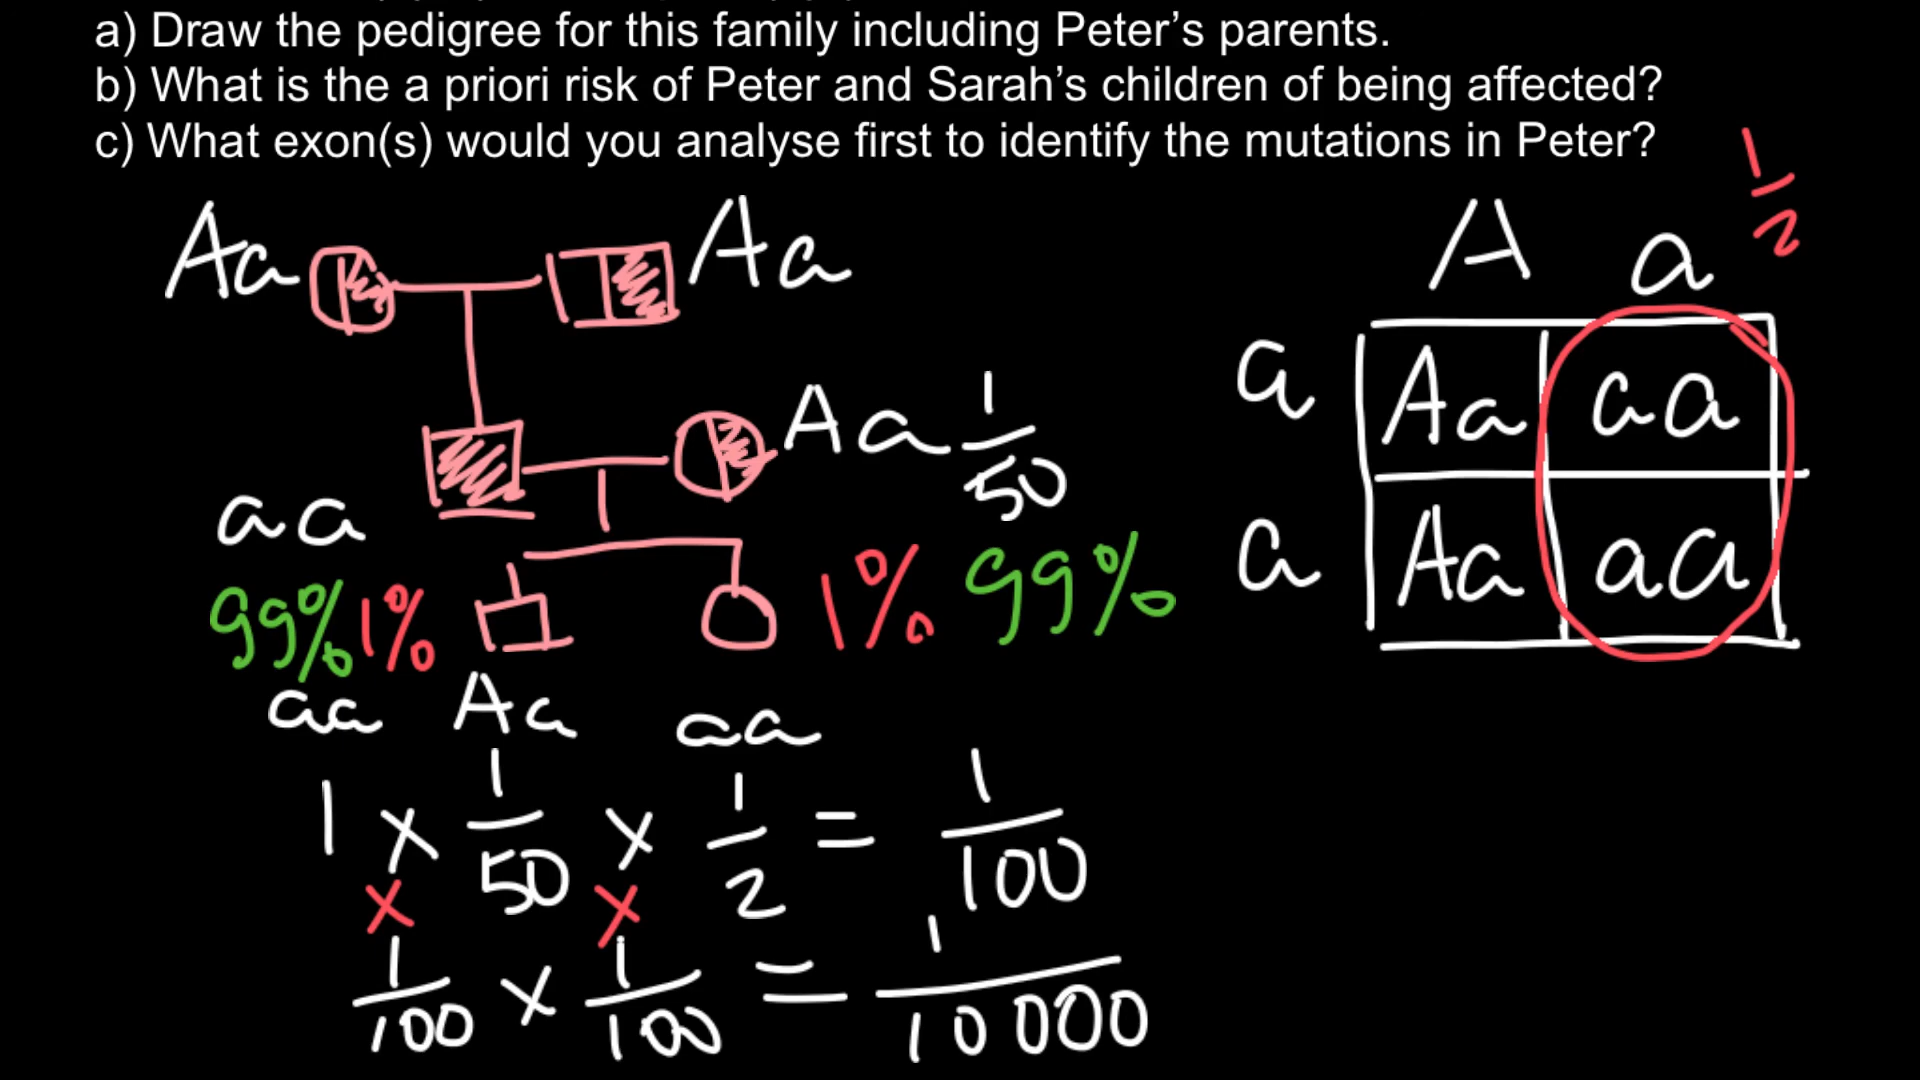 a) Draw the pedigree for this family including Peter's parents.
b) What is the a priori risk of Peter and Sarah's children of being affected?
c) What exon(s) would you analyse first to identify the mutations in Peter?
1/2
Aa Aa
A a
a Aa aa
Aa 1/50
aa
a Aa aa
99% 1% 1% 99%
aa Aa aa
1 x 1/50 x 1/2 = 1/100
x x
1/100 x 1/100 = 1/10 000